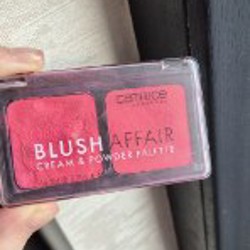 CATRICE
BLUSH AFFAIR
CREAM & POWDER PALETTE